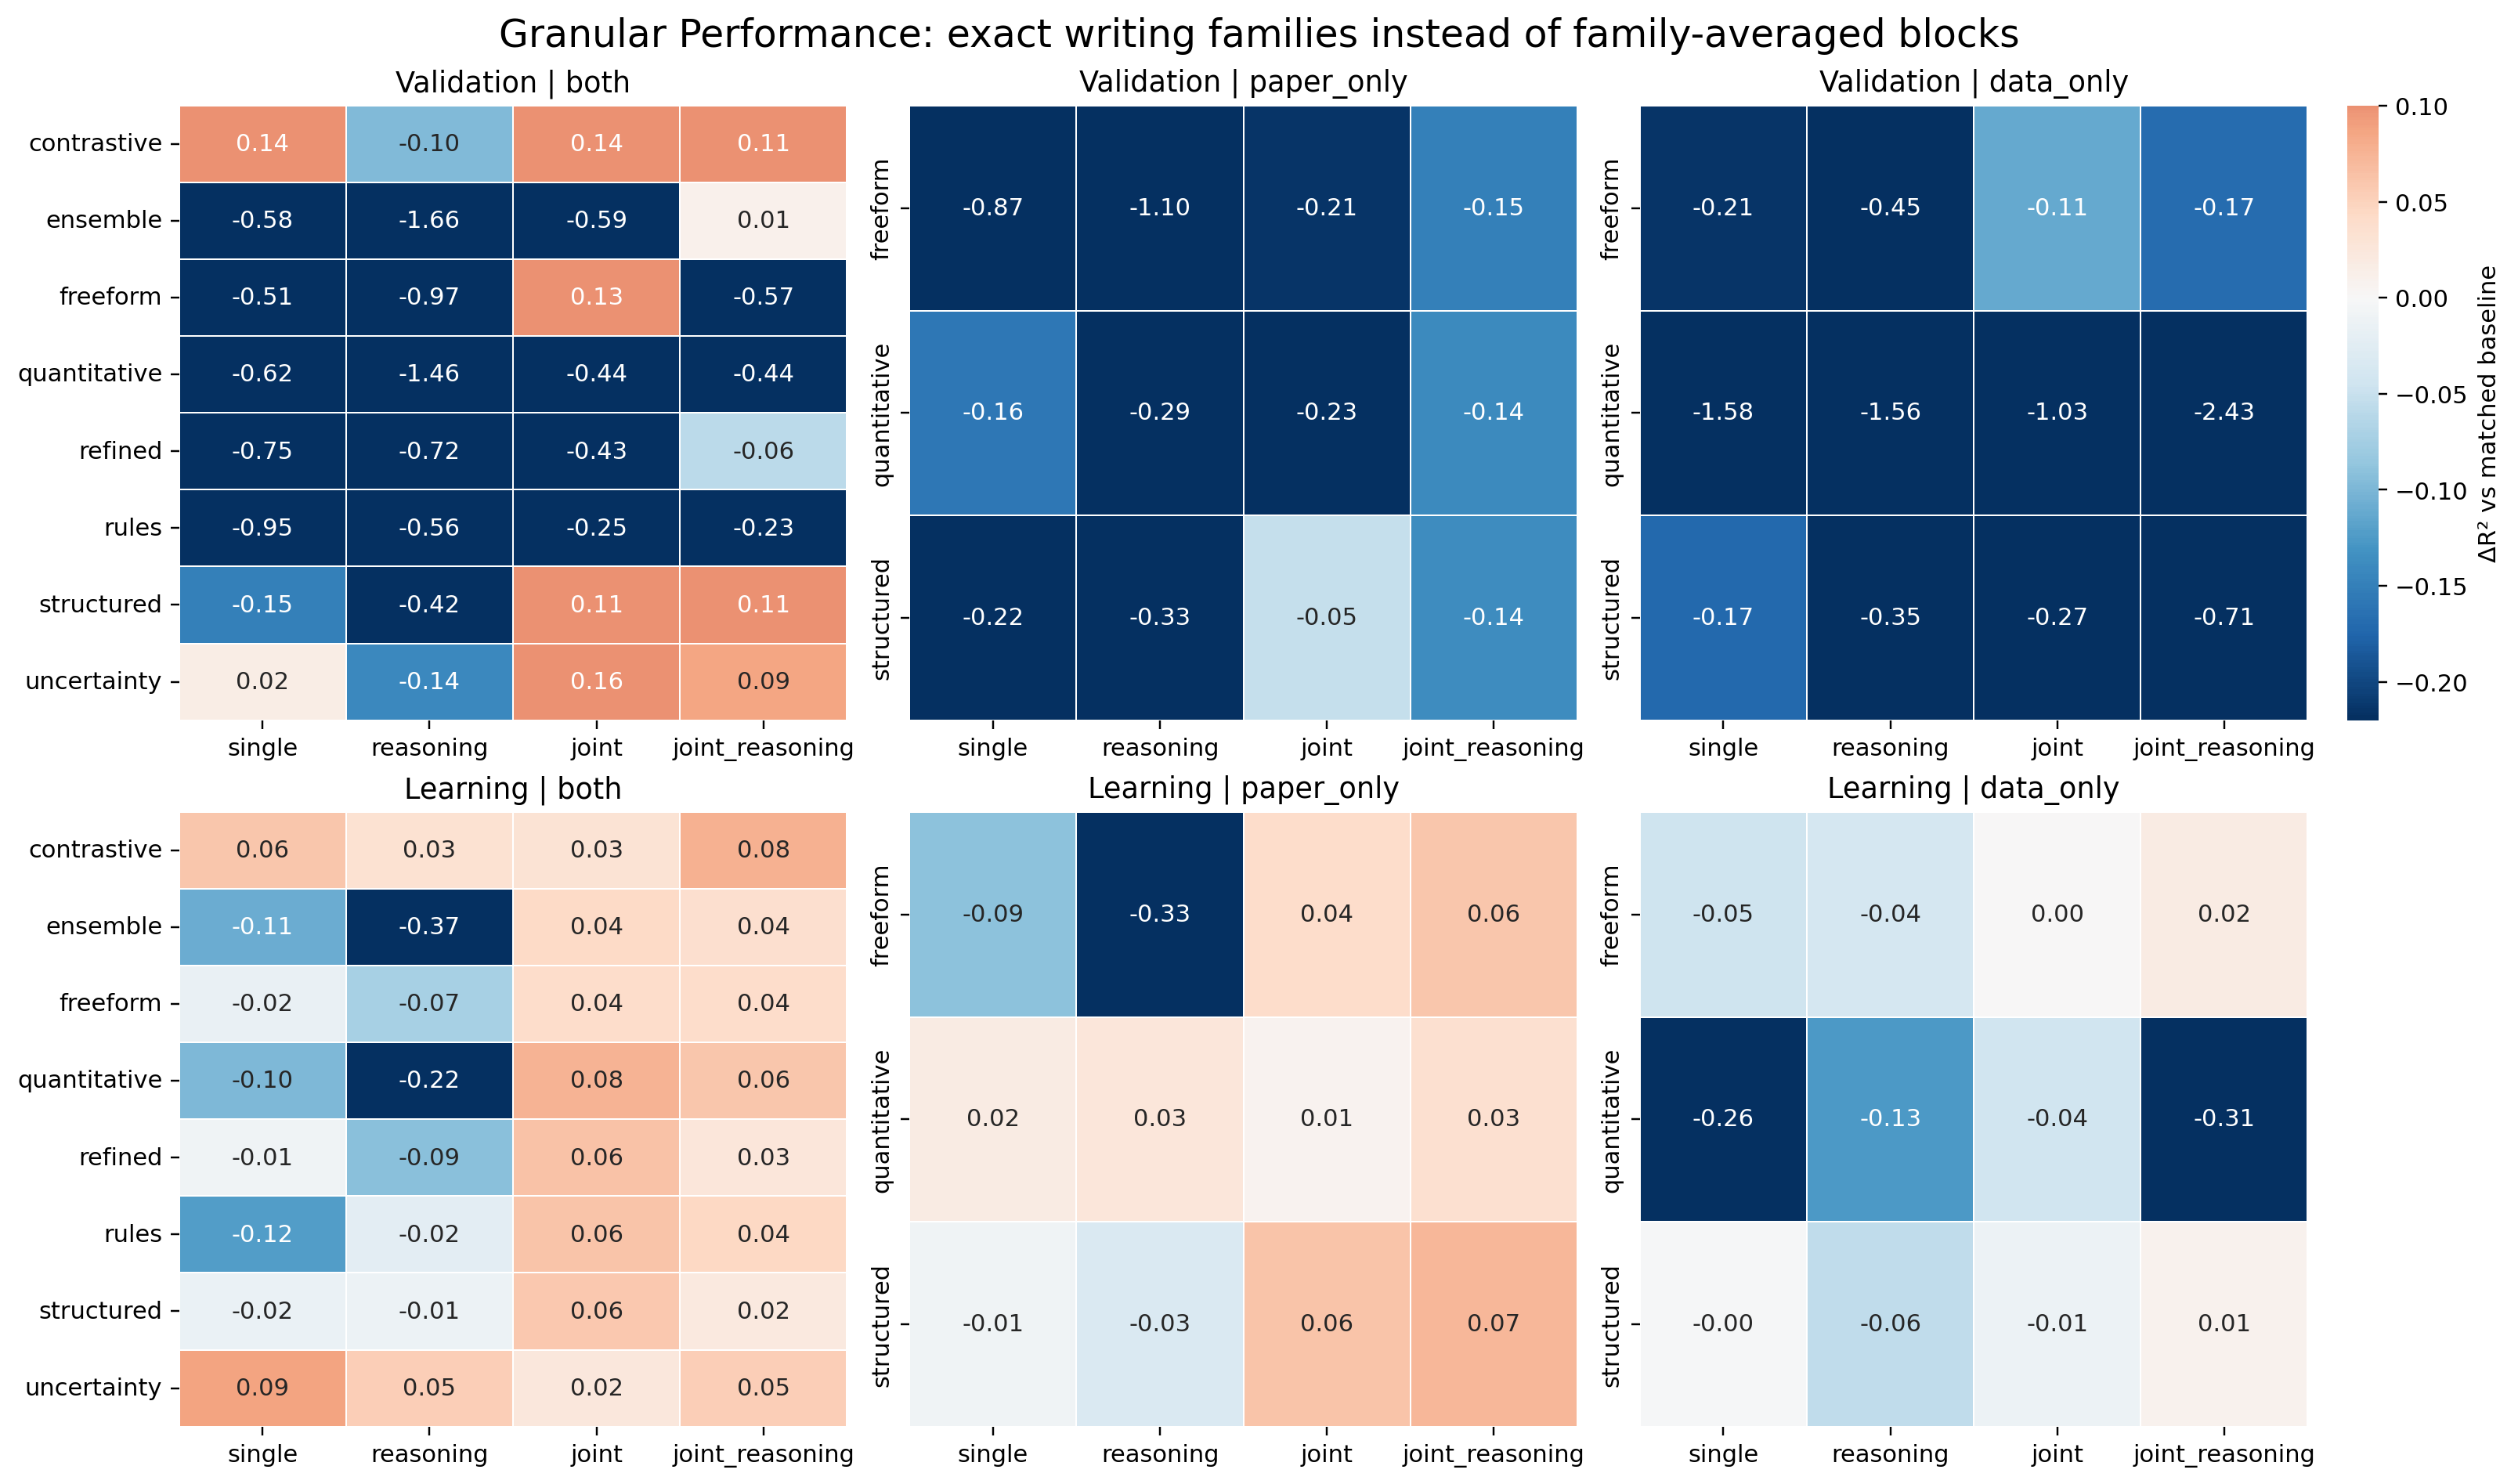 Granular Performance: exact writing families instead of family-averaged blocks
Validation | both
contrastive 0.14 -0.10 0.14 0.11
ensemble -0.58 -1.66 -0.59 0.01
freeform -0.51 -0.97 0.13 -0.57
quantitative -0.62 -1.46 -0.44 -0.44
refined -0.75 -0.72 -0.43 -0.06
rules -0.95 -0.56 -0.25 -0.23
structured -0.15 -0.42 0.11 0.11
uncertainty 0.02 -0.14 0.16 0.09
single reasoning joint joint_reasoning
Validation | paper_only
freeform -0.87 -1.10 -0.21 -0.15
quantitative -0.16 -0.29 -0.23 -0.14
structured -0.22 -0.33 -0.05 -0.14
single reasoning joint joint_reasoning
Validation | data_only
freeform -0.21 -0.45 -0.11 -0.17
quantitative -1.58 -1.56 -1.03 -2.43
structured -0.17 -0.35 -0.27 -0.71
single reasoning joint joint_reasoning
0.10
0.05
0.00
−0.05
−0.10
−0.15
−0.20
ΔR² vs matched baseline
Learning | both
contrastive 0.06 0.03 0.03 0.08
ensemble -0.11 -0.37 0.04 0.04
freeform -0.02 -0.07 0.04 0.04
quantitative -0.10 -0.22 0.08 0.06
refined -0.01 -0.09 0.06 0.03
rules -0.12 -0.02 0.06 0.04
structured -0.02 -0.01 0.06 0.02
uncertainty 0.09 0.05 0.02 0.05
single reasoning joint joint_reasoning
Learning | paper_only
freeform -0.09 -0.33 0.04 0.06
quantitative 0.02 0.03 0.01 0.03
structured -0.01 -0.03 0.06 0.07
single reasoning joint joint_reasoning
Learning | data_only
freeform -0.05 -0.04 0.00 0.02
quantitative -0.26 -0.13 -0.04 -0.31
structured -0.00 -0.06 -0.01 0.01
single reasoning joint joint_reasoning